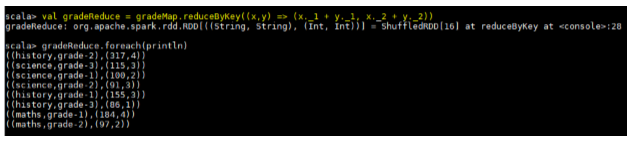 scala> val gradeReduce = gradeMap.reduceByKey((x,y) => (x._1 + y._1, x._2 + y._2))
gradeReduce: org.apache.spark.rdd.RDD[((String, String), (Int, Int))] = ShuffledRDD[16] at reduceByKey at <console>:28
scala> gradeReduce.foreach(println)
((history,grade-2),(317,4))
((science,grade-3),(115,3))
((science,grade-1),(100,2))
((science,grade-2),(91,3))
((history,grade-1),(155,3))
((history,grade-3),(86,1))
((maths,grade-1),(184,4))
((maths,grade-2),(97,2))